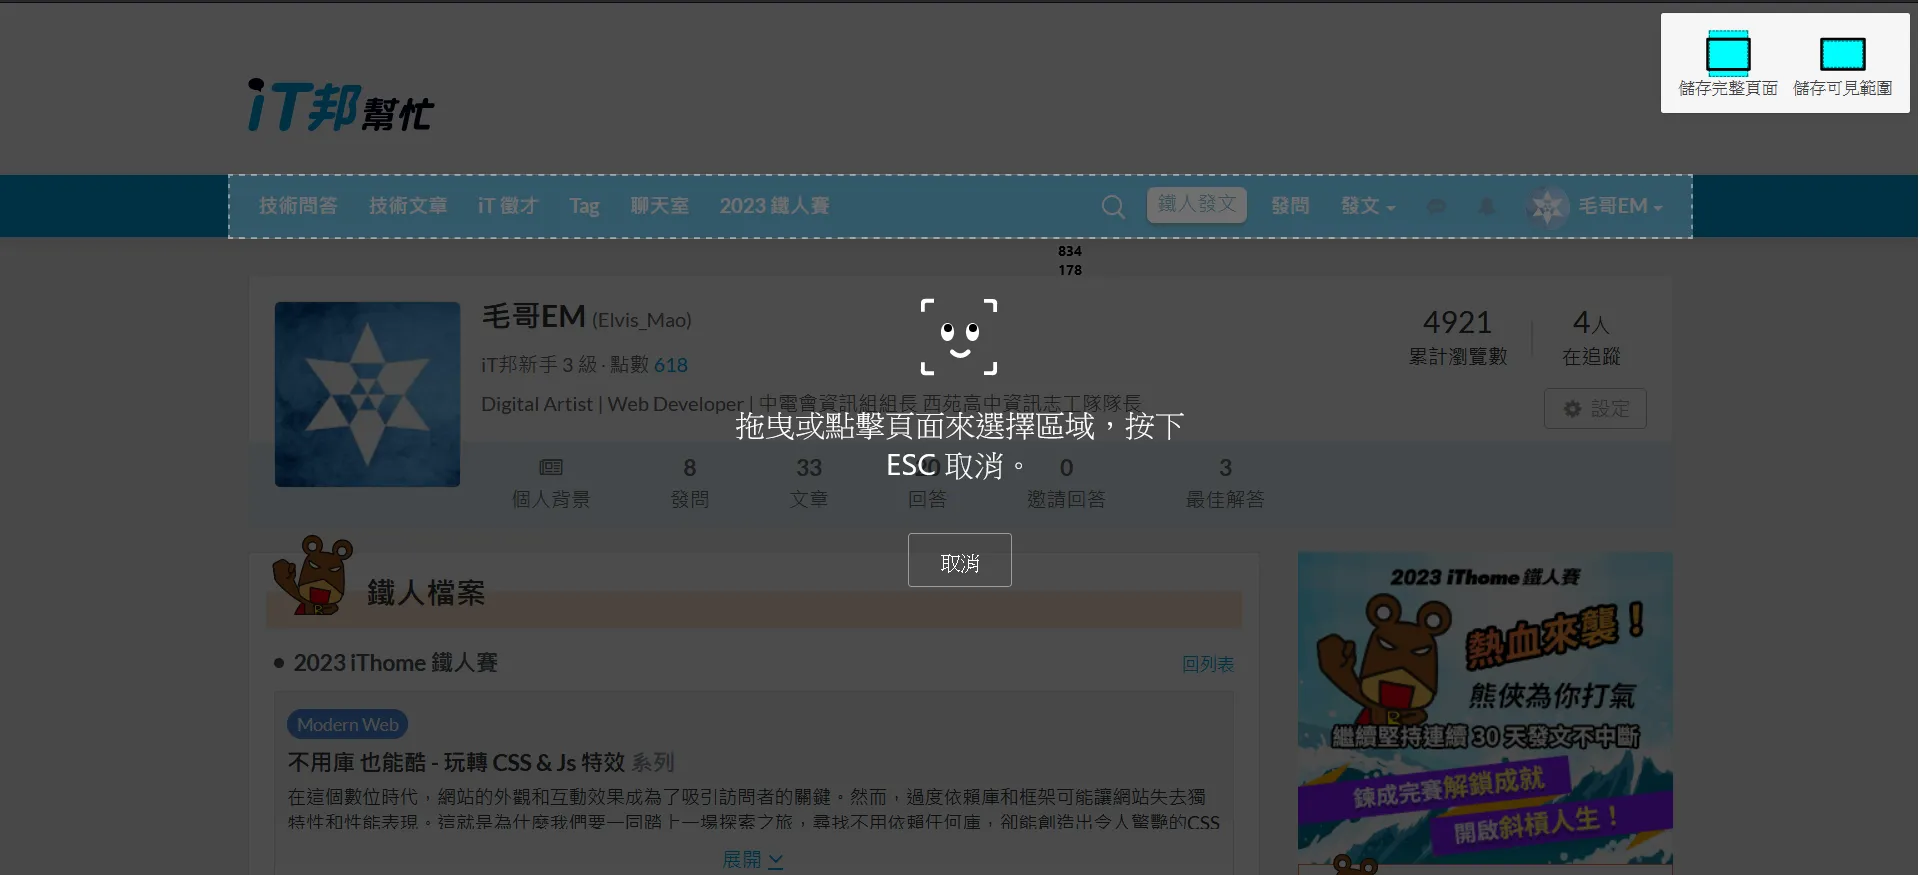 儲存完整頁面 儲存可見範圍
iT邦幫忙
技術問答 技術文章 iT 徵才 Tag 聊天室 2023 鐵人賽 鐵人發文 發問 發文 毛哥EM
834
178
毛哥EM (Elvis_Mao)
iT邦新手 3 級 · 點數 618
Digital Artist | Web Developer | 中電會資訊組組長 西苑高中資訊志工隊隊長
4921 4人
累計瀏覽數 在追蹤
設定
拖曳或點擊頁面來選擇區域，按下
ESC 取消。
8 33 20 0 3
個人背景 發問 文章 回答 邀請回答 最佳解答
取消
鐵人檔案
2023 iThome 鐵人賽 回列表
Modern Web
不用庫 也能酷 - 玩轉 CSS & Js 特效 系列
在這個數位時代，網站的外觀和互動效果成為了吸引訪問者的關鍵。然而，過度依賴庫和框架可能讓網站失去獨
特性和性能表現。這就是為什麼我們要一同踏上一場探索之旅，尋找不用依賴任何庫，卻能創造出令人驚艷的CSS
展開
2023 iThome 鐵人賽
熱血來襲！
熊俠為你打氣
繼續堅持連續 30 天發文不中斷
鍊成完賽解鎖成就
開啟斜槓人生！